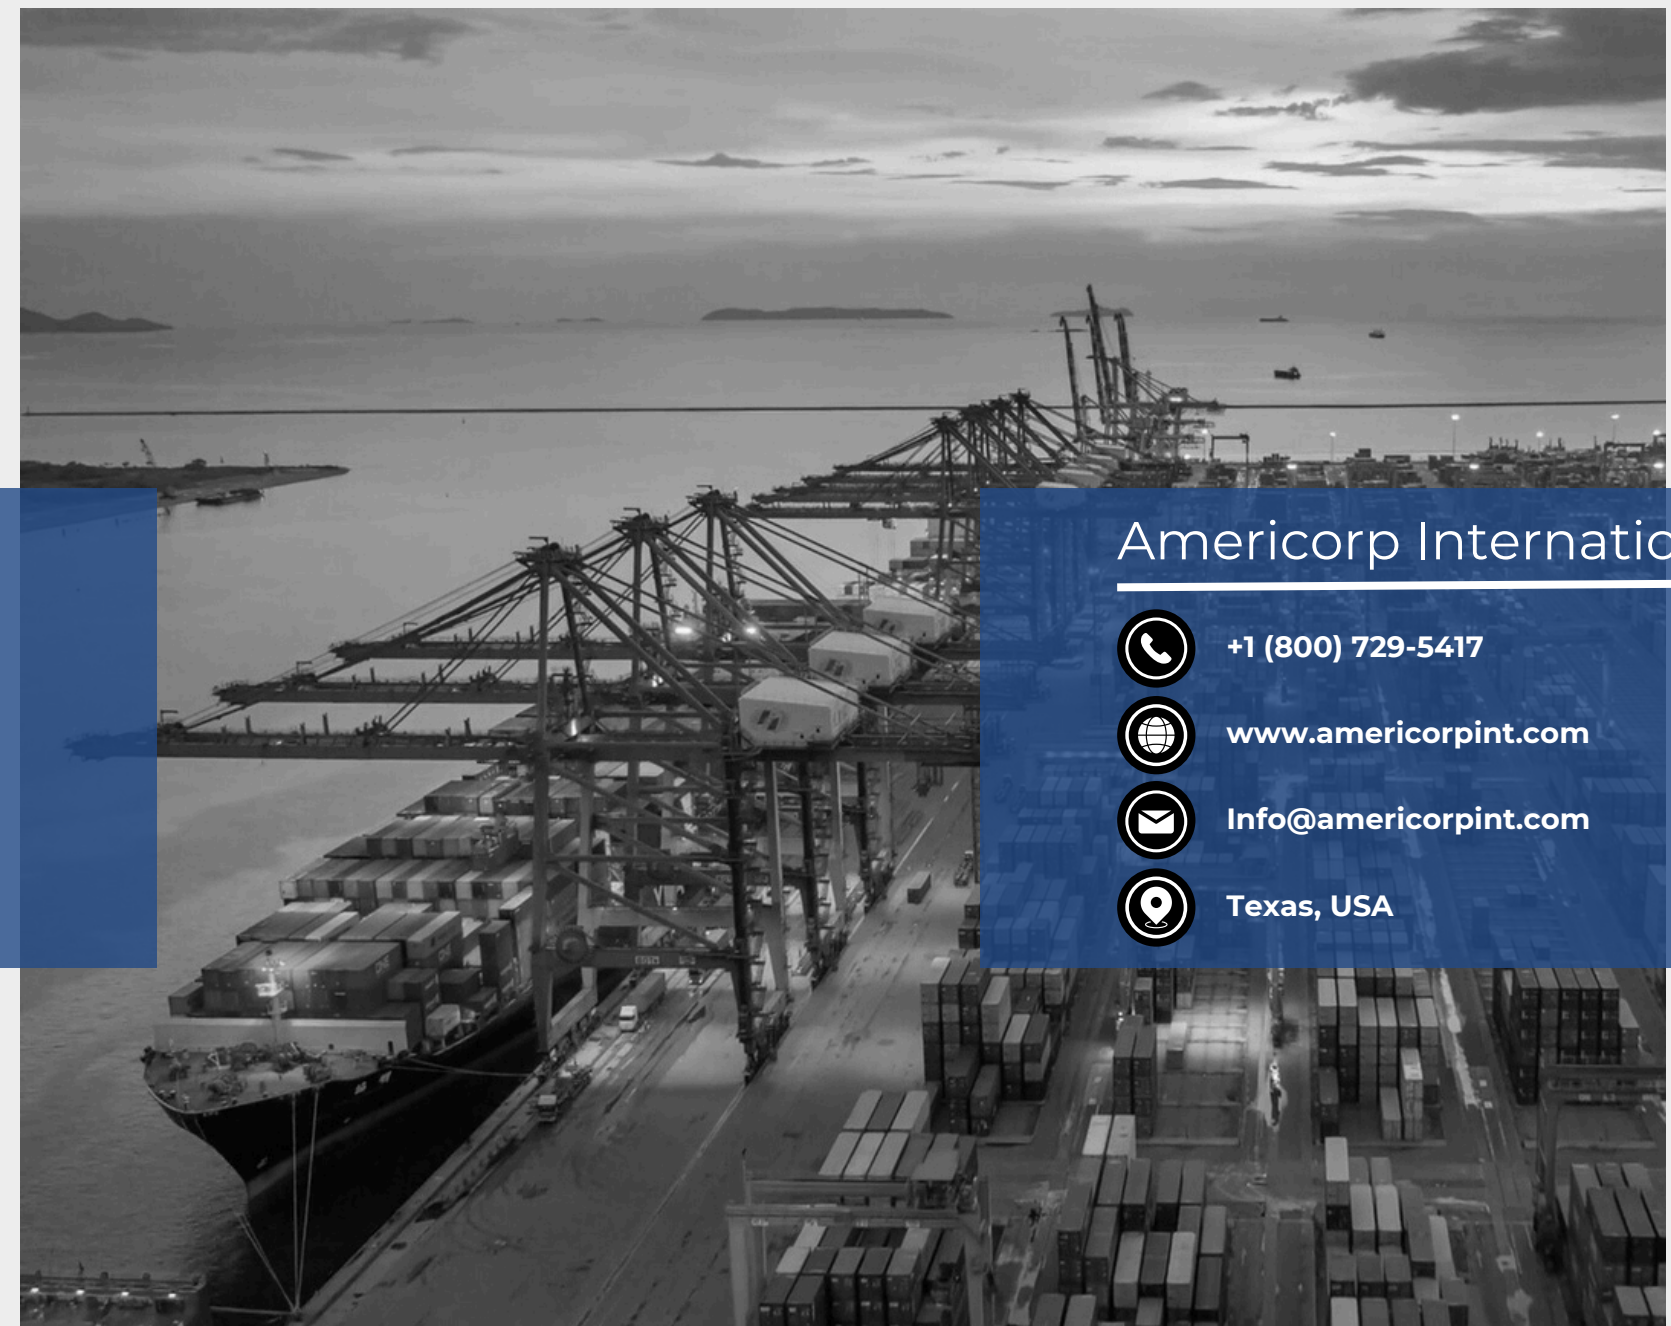 Americorp Internatio
+1 (800) 729-5417
www.americorpint.com
Info@americorpint.com
Texas, USA